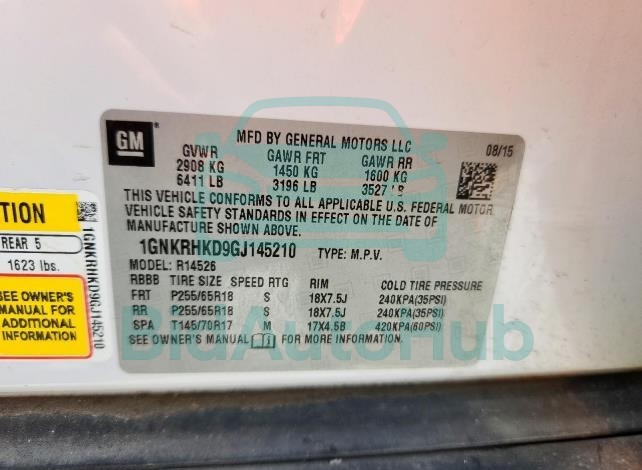 GM
MFD BY GENERAL MOTORS LLC
08/15
GVWR GAWR FRT GAWR RR
2908 KG 1450 KG 1600 KG
6411 LB 3196 LB 3527 LB
THIS VEHICLE CONFORMS TO ALL APPLICABLE U.S. FEDERAL MOTOR
VEHICLE SAFETY STANDARDS IN EFFECT ON THE DATE OF
MANUFACTURE SHOWN ABOVE.
1GNKRHKD9GJ145210 TYPE: M.P.V.
MODEL: R14526
RBBB TIRE SIZE SPEED RTG RIM COLD TIRE PRESSURE
FRT P255/65R18 S 18X7.5J 240KPA(35PSI)
RR P255/65R18 S 18X7.5J 240KPA(35PSI)
SPA T145/70R17 M 17X4.5B 420KPA(60PSI)
SEE OWNER'S MANUAL FOR MORE INFORMATION.
TION
REAR 5
1623 lbs.
SEE OWNER'S
MANUAL FOR
ADDITIONAL
INFORMATION
1GNKRHKD9GJ145210
BidAutoHub